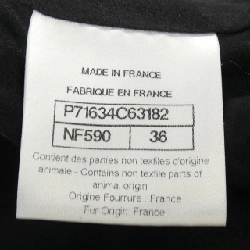 MADE IN FRANCE
FABRIQUE EN FRANCE
P71634C63182
NF590 36
Contient des parties non textiles d'origine
animale - Contains non textile parts of
animal origin
Origine Fourrure : France
Fur Origin: France